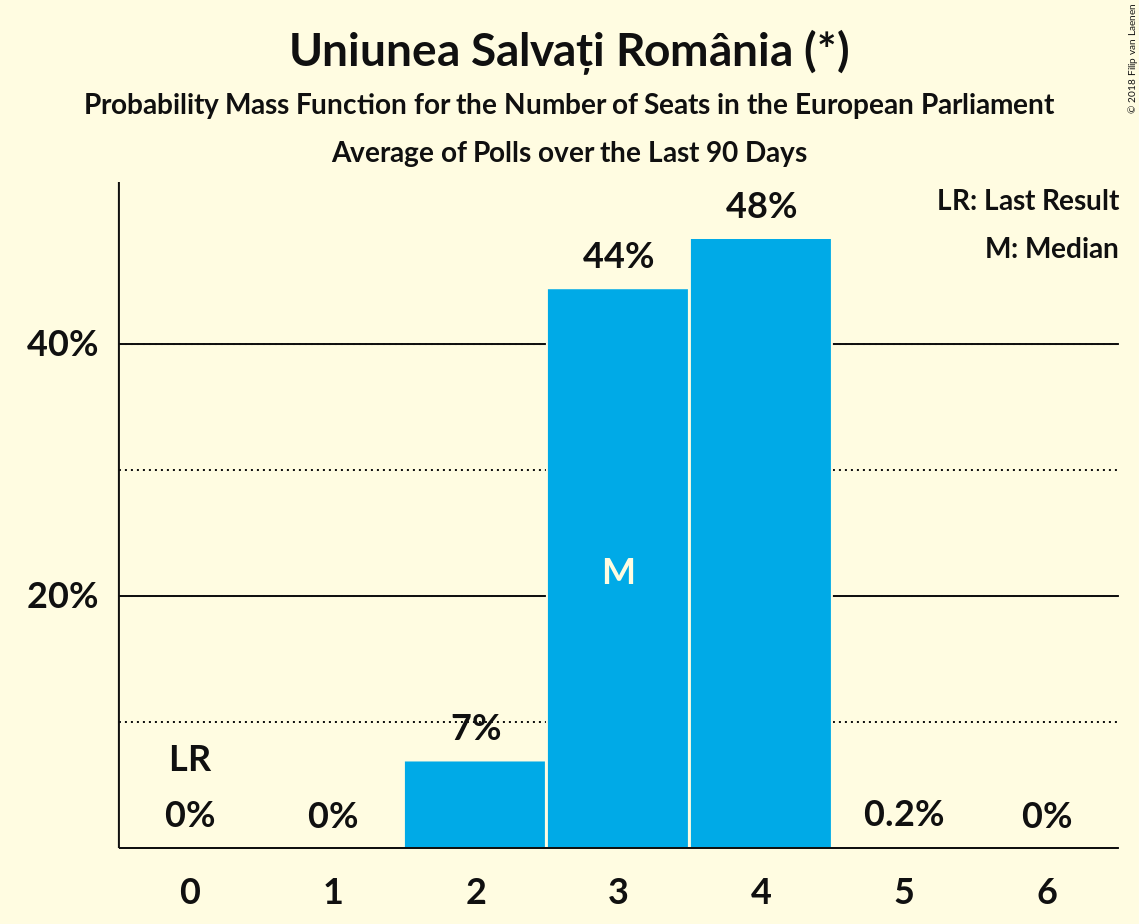 Uniunea Salvați România (*)
Probability Mass Function for the Number of Seats in the European Parliament
Average of Polls over the Last 90 Days
© 2018 Filip van Laenen
LR: Last Result
M: Median
48%
44%
40%
M
20%
7%
LR
0%
0%
0.2%
0%
0 1 2 3 4 5 6